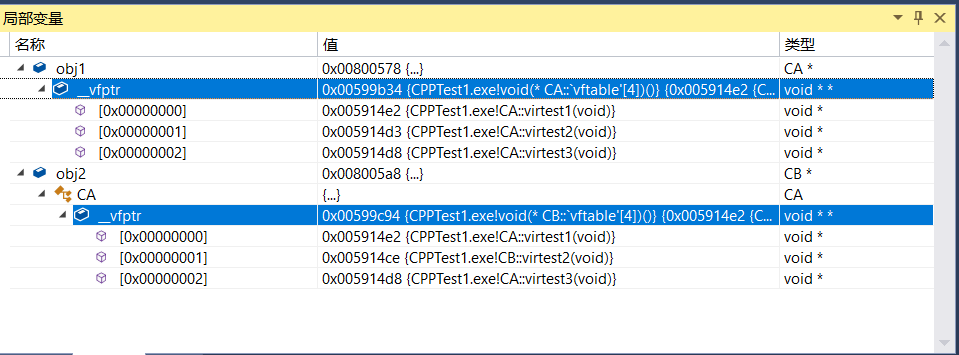 局部变量
名称 值 类型
obj1 0x00800578 {...} CA *
__vfptr 0x00599b34 {CPPTest1.exe!void(* CA::`vftable'[4])()} {0x005914e2 {C... void * *
[0x00000000] 0x005914e2 {CPPTest1.exe!CA::virtest1(void)} void *
[0x00000001] 0x005914d3 {CPPTest1.exe!CA::virtest2(void)} void *
[0x00000002] 0x005914d8 {CPPTest1.exe!CA::virtest3(void)} void *
obj2 0x008005a8 {...} CB *
CA {...} CA
__vfptr 0x00599c94 {CPPTest1.exe!void(* CB::`vftable'[4])()} {0x005914e2 {C... void * *
[0x00000000] 0x005914e2 {CPPTest1.exe!CA::virtest1(void)} void *
[0x00000001] 0x005914ce {CPPTest1.exe!CB::virtest2(void)} void *
[0x00000002] 0x005914d8 {CPPTest1.exe!CA::virtest3(void)} void *